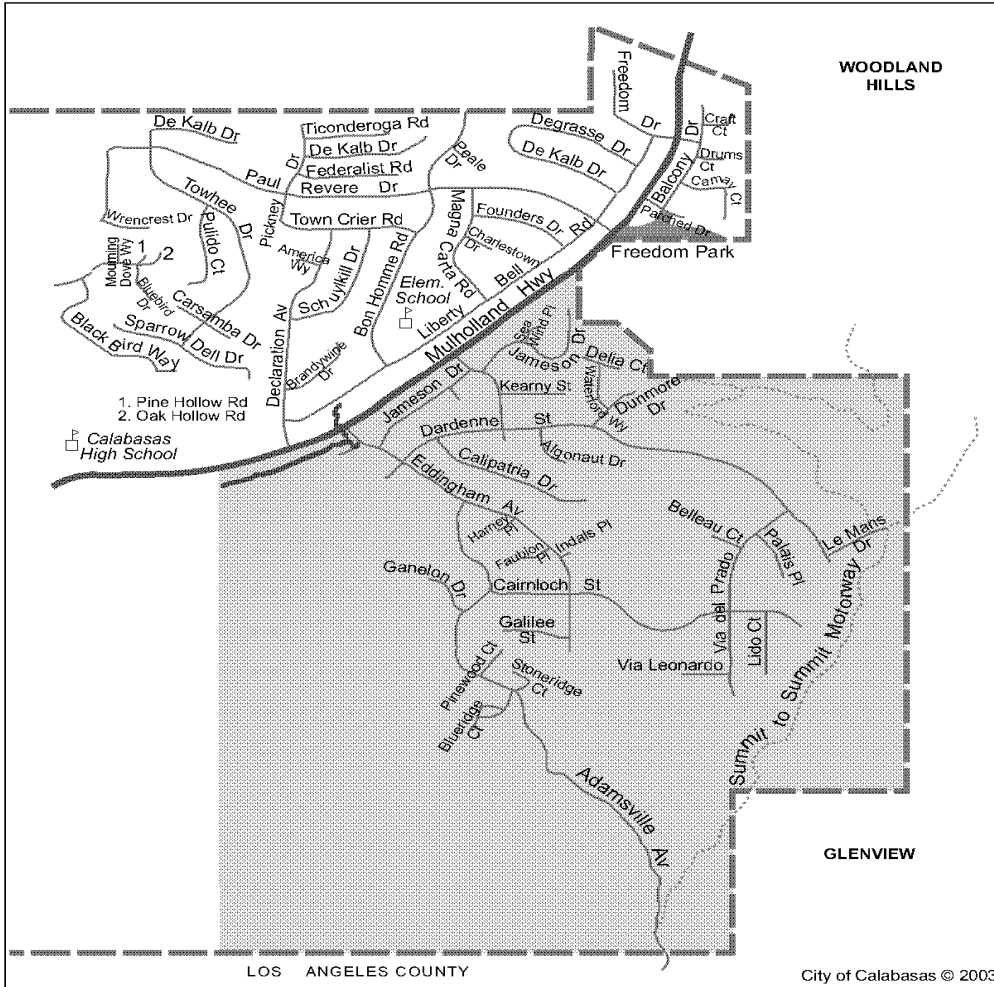 WOODLAND
HILLS
Freedom
Dr
Craft
Ct
Dr
Drums
Ct
Camay
Ct
Balcony
Parched Dr
Freedom Park
De Kalb Dr
Ticonderoga Rd
De Kalb Dr
Federalist Rd
Paul Revere Dr
Pickney Dr
Peale
Dr
Degrasse Dr
De Kalb Dr
Towhee Dr
Wrencrest Dr
Pulido Ct
Town Crier Rd
America
Wy
Schuylkill Dr
Bon Homme Rd
Magna
Carta Rd
Founders Dr
Charlestown
Dr
Liberty Bell Rd
Mulholland Hwy
Mourning
Dove Wy
1 2
Bluebird
Dr
Carsamba Dr
Sparrow Dell Dr
Black Bird Way
Declaration Av
Brandywine
Dr
Elem.
School
1. Pine Hollow Rd
2. Oak Hollow Rd
Calabasas
High School
Sea
Wind Pl
Jameson Dr
Delia Ct
Waterford Wy
Dunmore
Dr
Jameson Dr
Kearny St
Dardenne St
Algonaut Dr
Calipatria Dr
Eddingham Av
Harney
Pl
Faubion
Pl
Indals Pl
Ganelon Dr
Cairnloch St
Galilee
St
Belleau Ct
Palais Pl
Le Mans
Dr
Via del Prado
Lido Ct
Via Leonardo
Summit to Summit Motorway
Pinewood Ct
Stoneridge
Ct
Blueridge
Ct
Adamsville Av
GLENVIEW
LOS ANGELES COUNTY
City of Calabasas © 2003